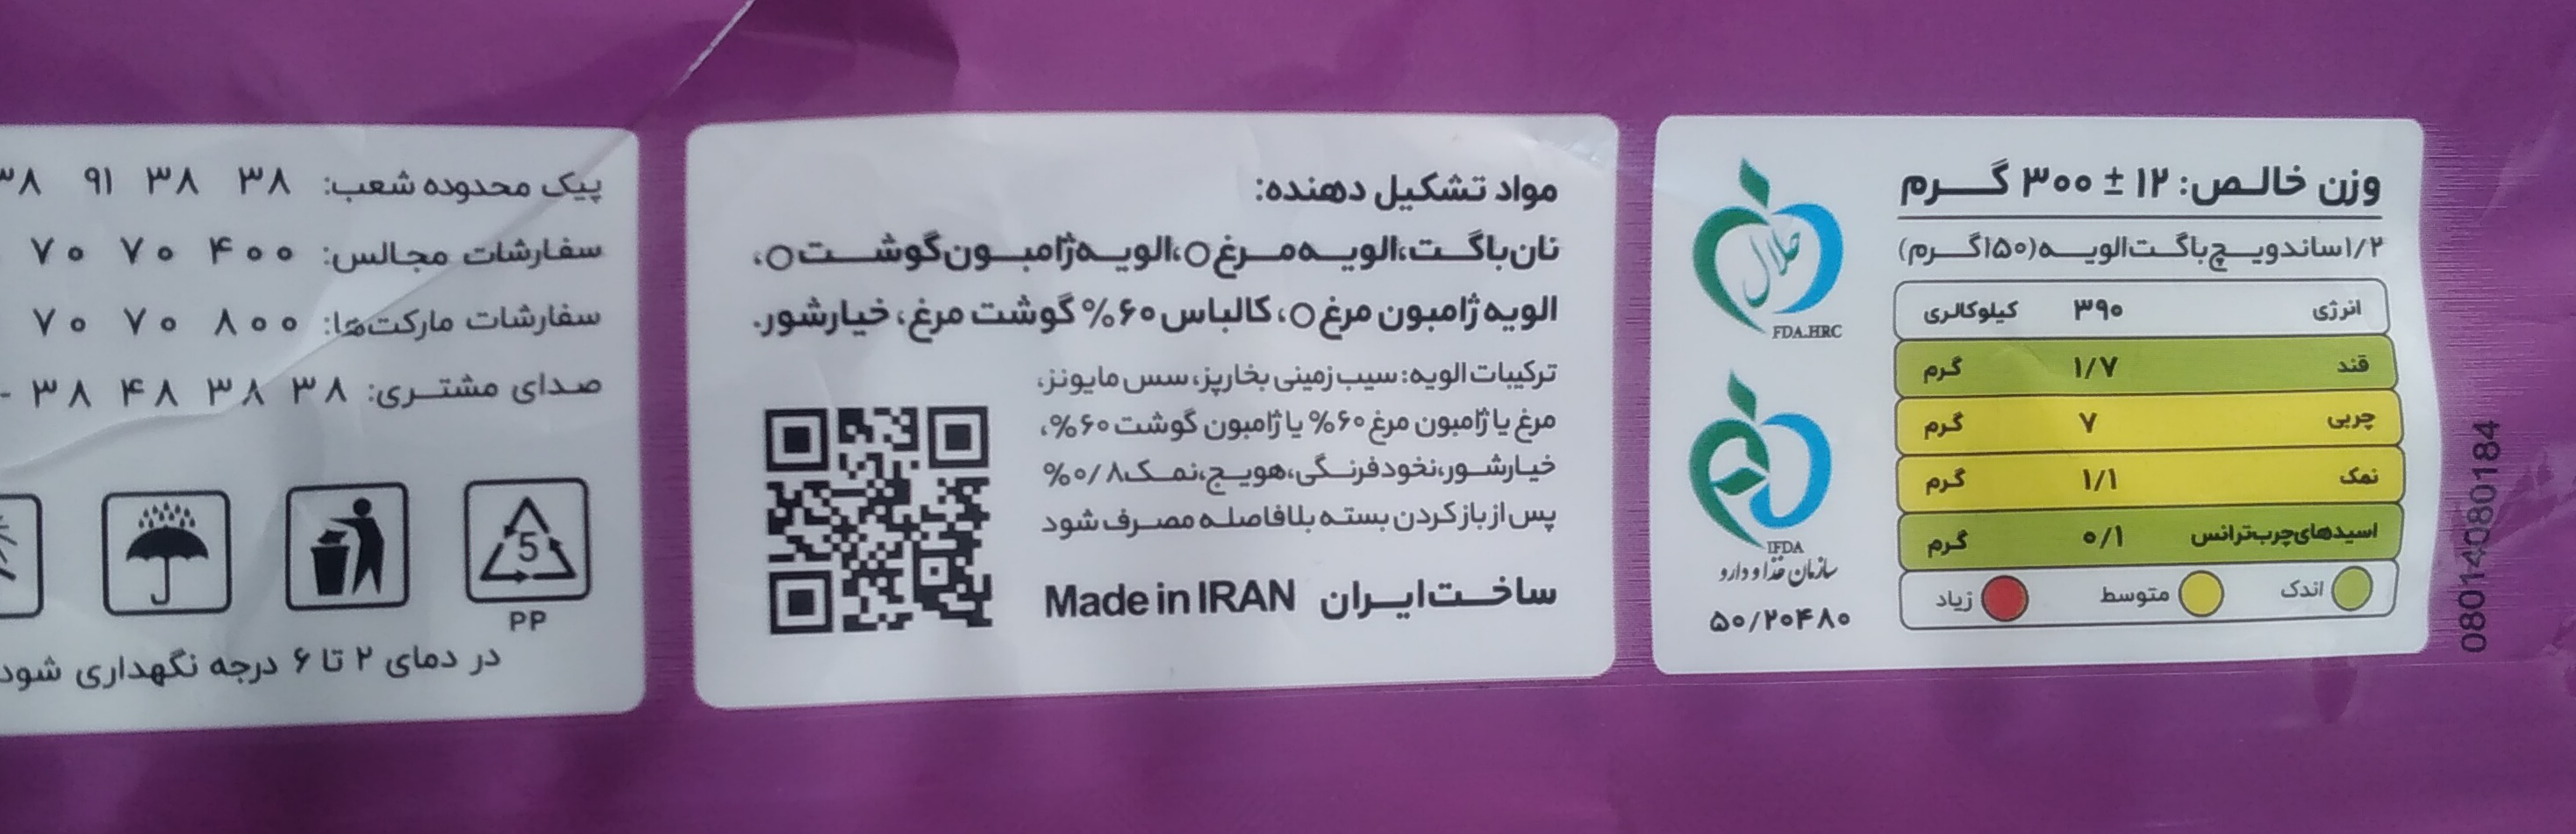 وزن خالص: ۱۲ ± ۳۰۰ گرم
۱/۲ ساندویچ باگت الویه (۱۵۰ گرم)
انرژی ۳۹۰ کیلوکالری
قند ۱/۷ گرم
چربی ۷ گرم
نمک ۱/۱ گرم
اسیدهای چرب ترانس ۰/۱ گرم
اندک متوسط زیاد
حلال
FDA.HRC
IFDA
سازمان غذا و دارو
۵۰/۲۰۴۸۰
0801408018​4
مواد تشکیل دهنده:
نان باگت، الویه مرغ ○، الویه ژامبون گوشت ○،
الویه ژامبون مرغ ○، کالباس ۶۰% گوشت مرغ، خیارشور.
ترکیبات الویه: سیب زمینی بخارپز، سس مایونز،
مرغ یا ژامبون مرغ ۶۰% یا ژامبون گوشت ۶۰%،
خیارشور، نخودفرنگی، هویج، نمک ۰/۸%
پس از باز کردن بسته بلافاصله مصرف شود
ساخت ایران Made in IRAN
پیک محدوده شعب: ۳۸ ۳۸ ۹۱ ۳۸
سفارشات مجالس: ۴۰۰ ۷۰ ۷۰
سفارشات مارکت‌ها: ۸۰۰ ۷۰ ۷۰
صدای مشتری: ۳۸ ۳۸ ۴۸ ۳۸ -
5
PP
در دمای ۲ تا ۶ درجه نگهداری شود